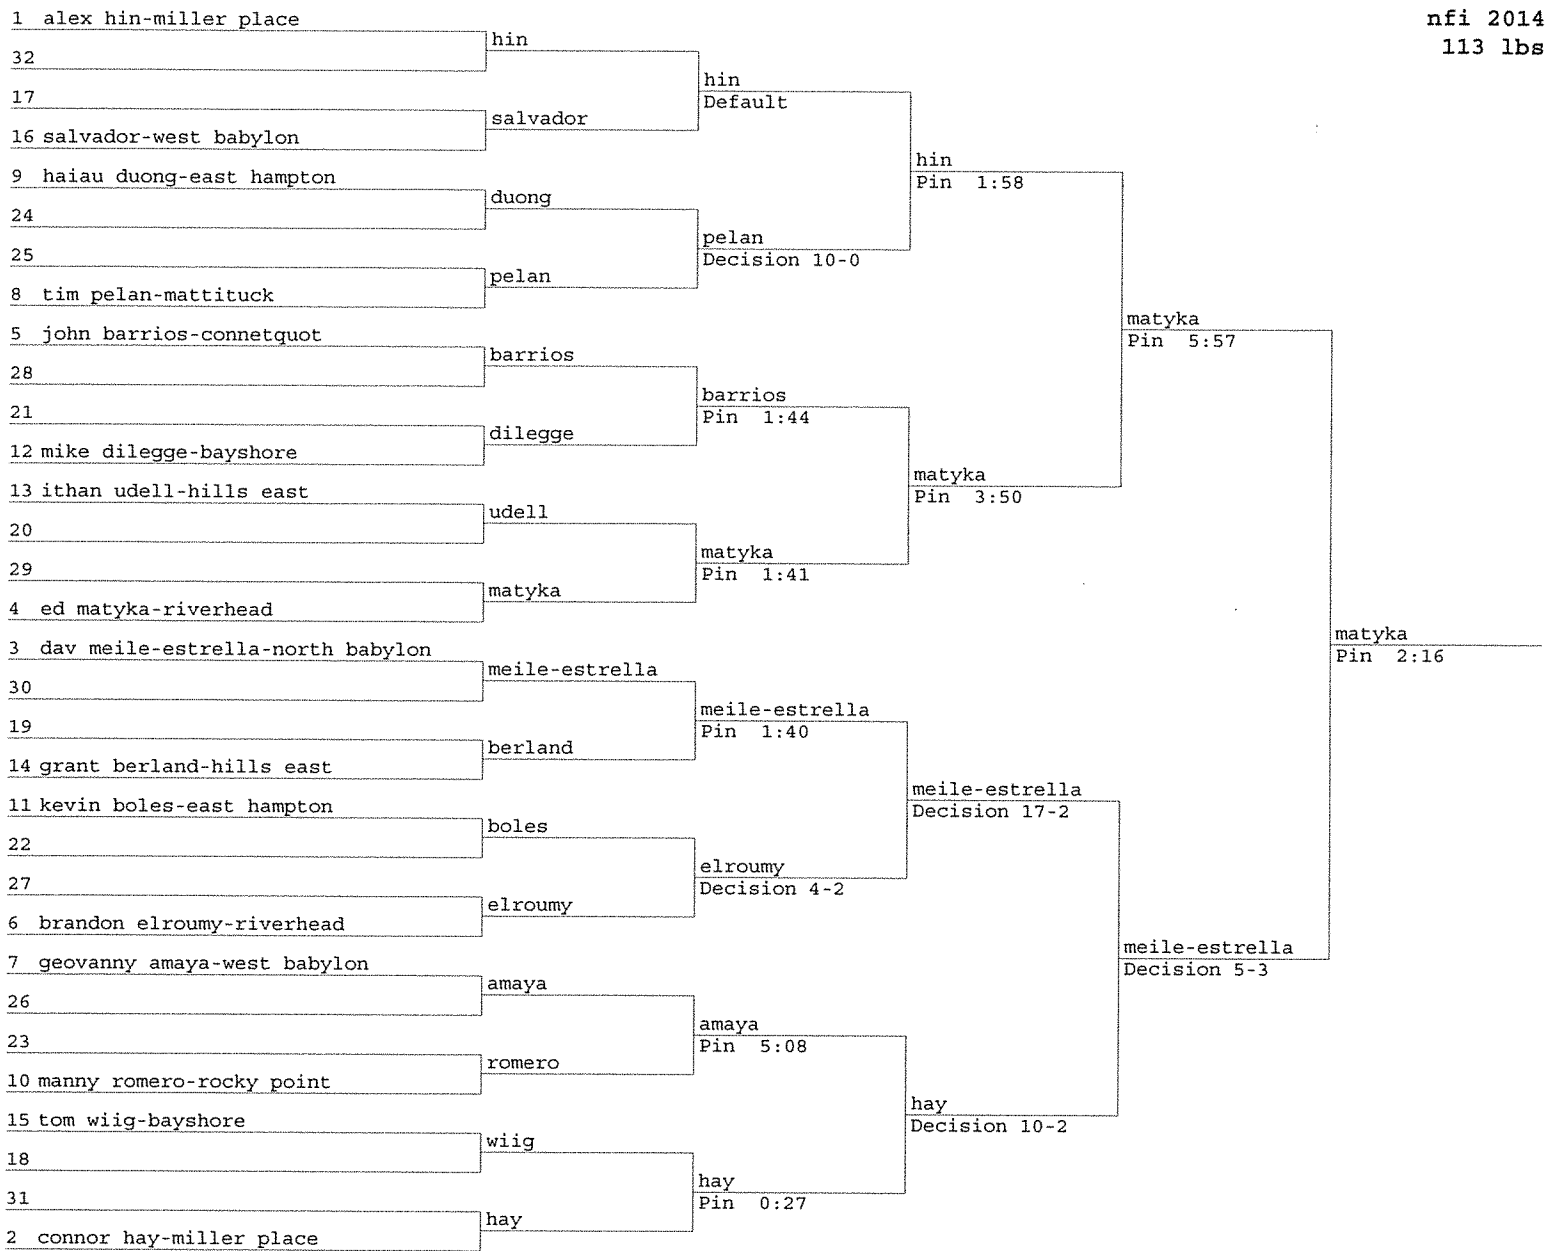 nfi 2014
113 lbs
1 alex hin-miller place
hin
32
hin
Default
17
salvador
16 salvador-west babylon
hin
Pin 1:58
9 haiau duong-east hampton
duong
24
pelan
Decision 10-0
25
pelan
8 tim pelan-mattituck
matyka
Pin 5:57
5 john barrios-connetquot
barrios
28
barrios
Pin 1:44
21
dilegge
12 mike dilegge-bayshore
matyka
Pin 3:50
13 ithan udell-hills east
udell
20
matyka
Pin 1:41
29
matyka
4 ed matyka-riverhead
matyka
Pin 2:16
3 dav meile-estrella-north babylon
meile-estrella
30
meile-estrella
Pin 1:40
19
berland
14 grant berland-hills east
meile-estrella
Decision 17-2
11 kevin boles-east hampton
boles
22
elroumy
Decision 4-2
27
elroumy
6 brandon elroumy-riverhead
meile-estrella
Decision 5-3
7 geovanny amaya-west babylon
amaya
26
amaya
Pin 5:08
23
romero
10 manny romero-rocky point
hay
Decision 10-2
15 tom wiig-bayshore
wiig
18
hay
Pin 0:27
31
hay
2 connor hay-miller place